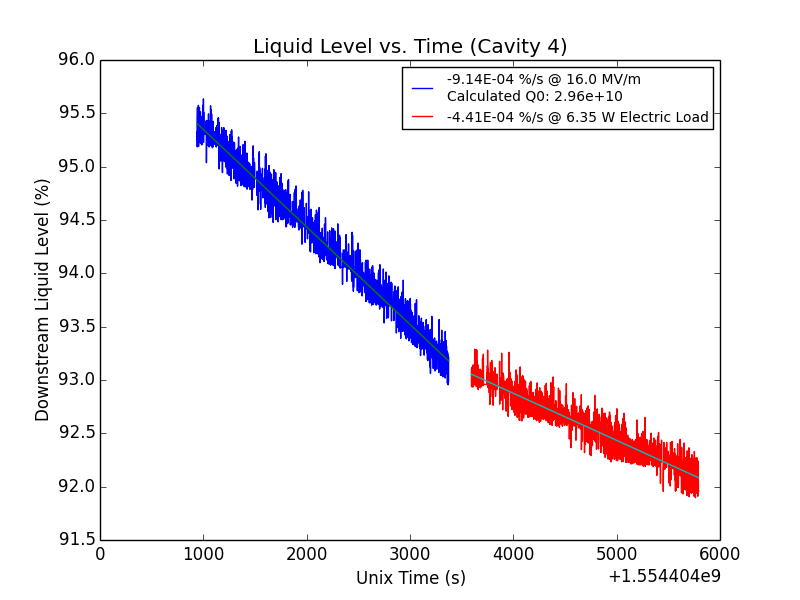 Liquid Level vs. Time (Cavity 4)
-9.14E-04 %/s @ 16.0 MV/m
Calculated Q0: 2.96e+10
-4.41E-04 %/s @ 6.35 W Electric Load
Downstream Liquid Level (%)
96.0
95.5
95.0
94.5
94.0
93.5
93.0
92.5
92.0
91.5
0 1000 2000 3000 4000 5000 6000
Unix Time (s)
+1.554404e9